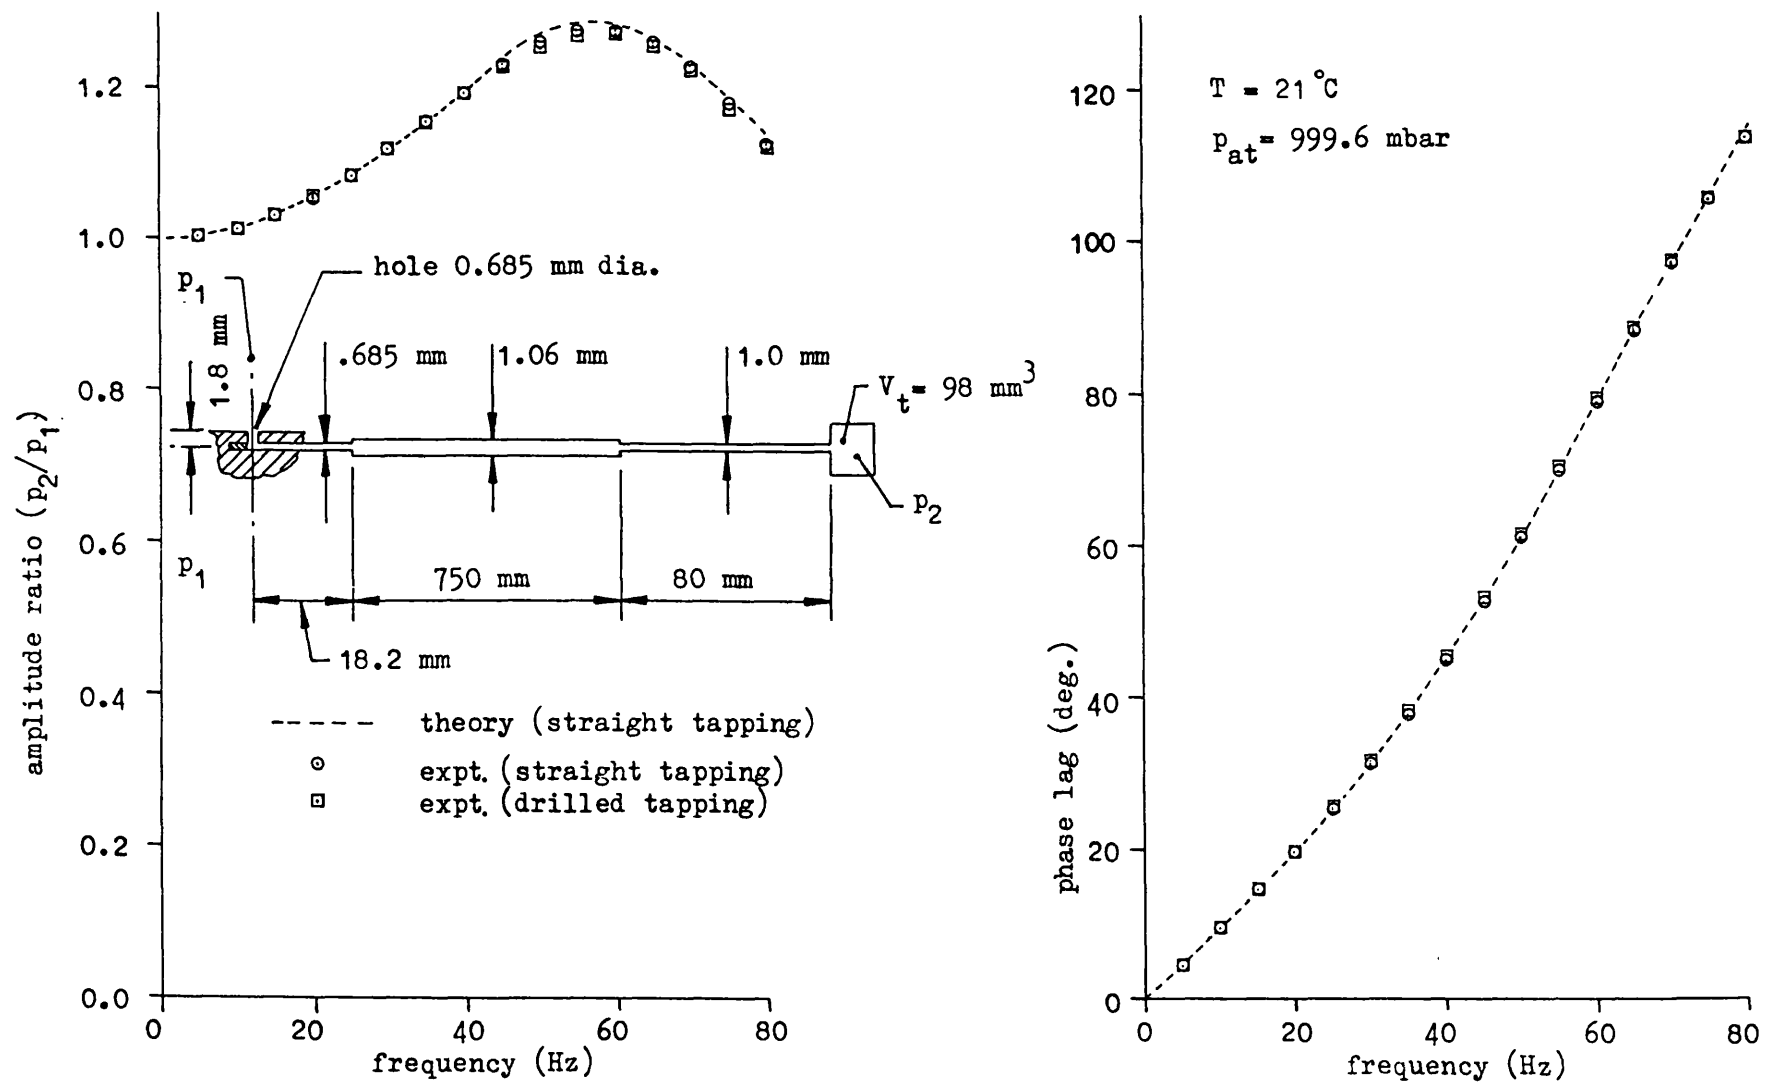 1.2
1.0
0.8
0.6
0.4
0.2
0.0
amplitude ratio (p2/p1)
0
20
40
60
80
frequency (Hz)
p1
hole 0.685 mm dia.
1.8 mm
.685 mm
1.06 mm
1.0 mm
Vt= 98 mm3
p2
p1
750 mm
80 mm
18.2 mm
theory (straight tapping)
expt. (straight tapping)
expt. (drilled tapping)
120
100
80
60
40
20
0
phase lag (deg.)
T = 21°C
pat= 999.6 mbar
0
20
40
60
80
frequency (Hz)